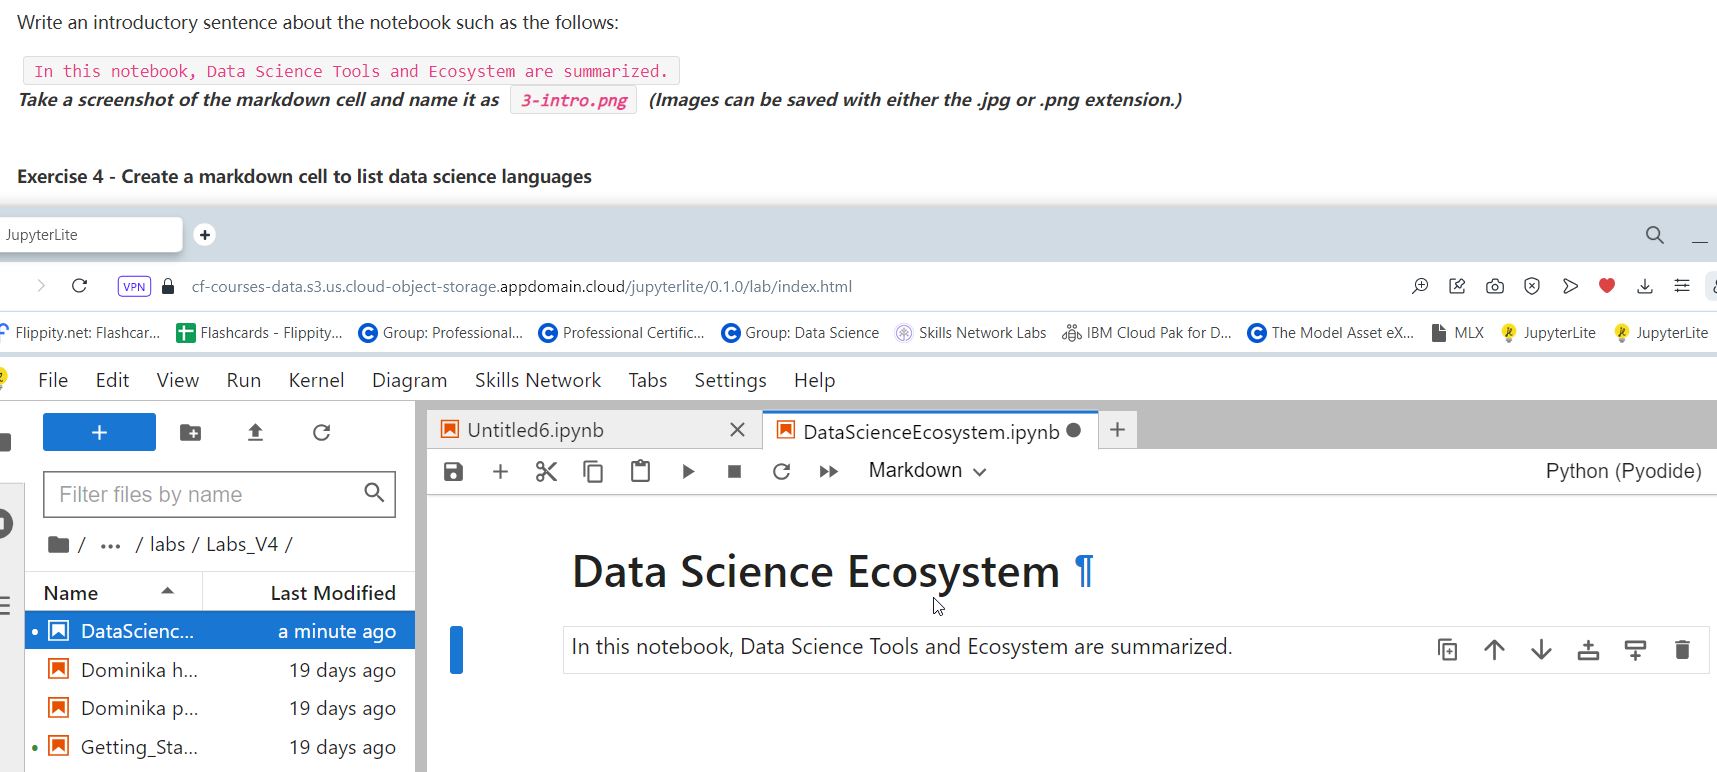 Write an introductory sentence about the notebook such as the follows:
In this notebook, Data Science Tools and Ecosystem are summarized.
Take a screenshot of the markdown cell and name it as 3-intro.png (Images can be saved with either the .jpg or .png extension.)
Exercise 4 - Create a markdown cell to list data science languages
JupyterLite
VPN cf-courses-data.s3.us.cloud-object-storage.appdomain.cloud/jupyterlite/0.1.0/lab/index.html
Flippity.net: Flashcar... Flashcards - Flippity... Group: Professional... Professional Certific... Group: Data Science Skills Network Labs IBM Cloud Pak for D... The Model Asset eX... MLX JupyterLite JupyterLite
File Edit View Run Kernel Diagram Skills Network Tabs Settings Help
Untitled6.ipynb DataScienceEcosystem.ipynb
Markdown Python (Pyodide)
Filter files by name
/ ... / labs / Labs_V4 /
Name Last Modified
DataScienc... a minute ago
Dominika h... 19 days ago
Dominika p... 19 days ago
Getting_Sta... 19 days ago
Data Science Ecosystem ¶
In this notebook, Data Science Tools and Ecosystem are summarized.